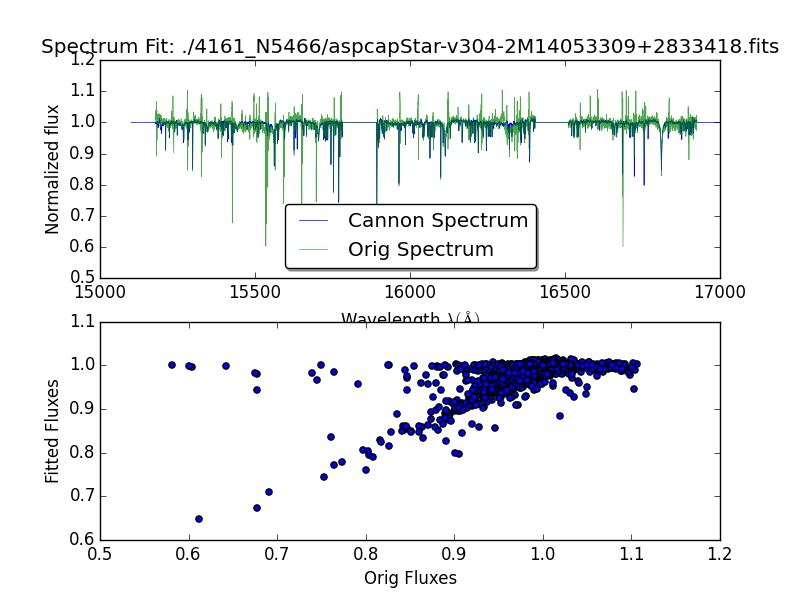 Spectrum Fit: ./4161_N5466/aspcapStar-v304-2M14053309+2833418.fits
1.2
1.1
1.0
0.9
0.8
0.7
0.6
0.5
Normalized flux
Cannon Spectrum
Orig Spectrum
15000 15500 16000 16500 17000
Wavelength λ(Å)
1.1
1.0
0.9
0.8
0.7
0.6
Fitted Fluxes
0.5 0.6 0.7 0.8 0.9 1.0 1.1 1.2
Orig Fluxes